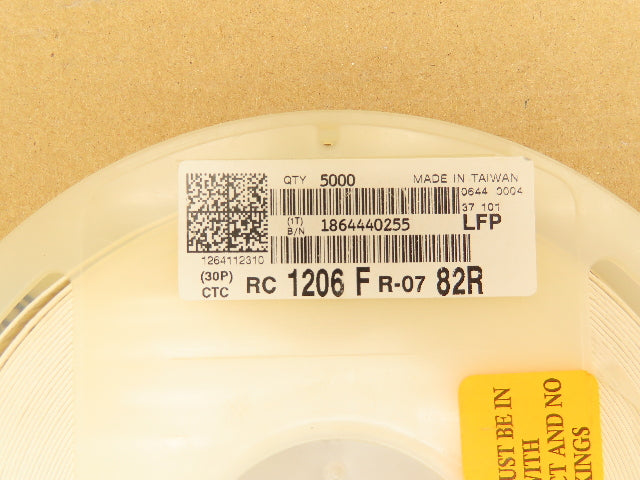 QTY 5000 MADE IN TAIWAN
0644 0004
37 101
(1T)
B/N 1864440255 LFP
1264112310
(30P)
CTC RC 1206 F R-07 82R
UST BE IN
WITH
CT AND NO
KINGS